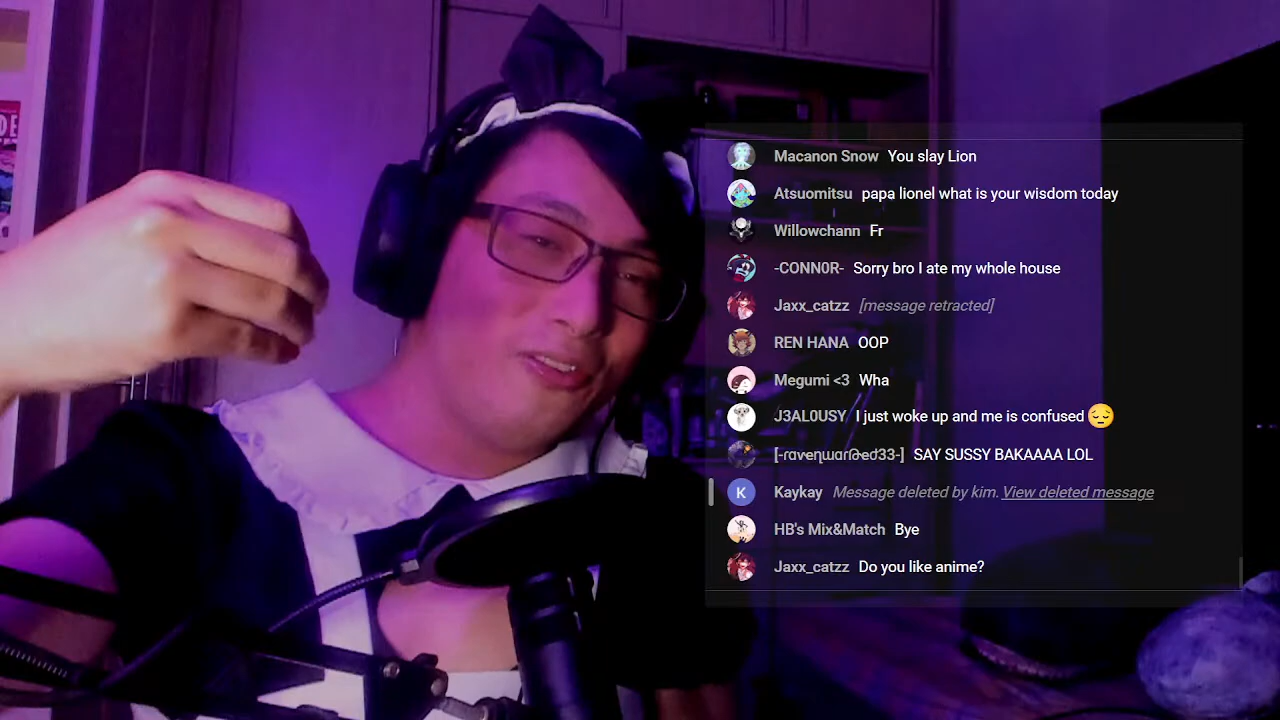 DE
Macanon Snow You slay Lion
Atsuomitsu papa lionel what is your wisdom today
Willowchann Fr
-CONN0R- Sorry bro I ate my whole house
Jaxx_catzz [message retracted]
REN HANA OOP
Megumi <3 Wha
J3AL0USY I just woke up and me is confused 😔
SAY SUSSY BAKAAAA LOL
K Kaykay Message deleted by kim. View deleted message
HB's Mix&Match Bye
Jaxx_catzz Do you like anime?